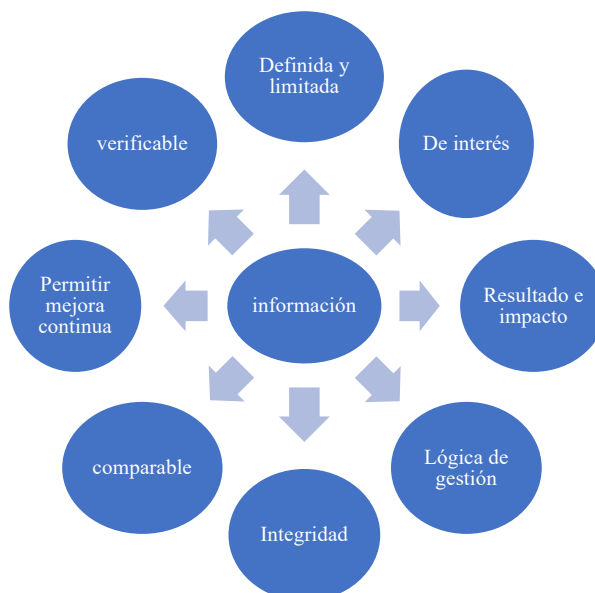 Definida y
limitada
verificable
De interés
Permitir
mejora
continua
información
Resultado e
impacto
comparable
Lógica de
gestión
Integridad